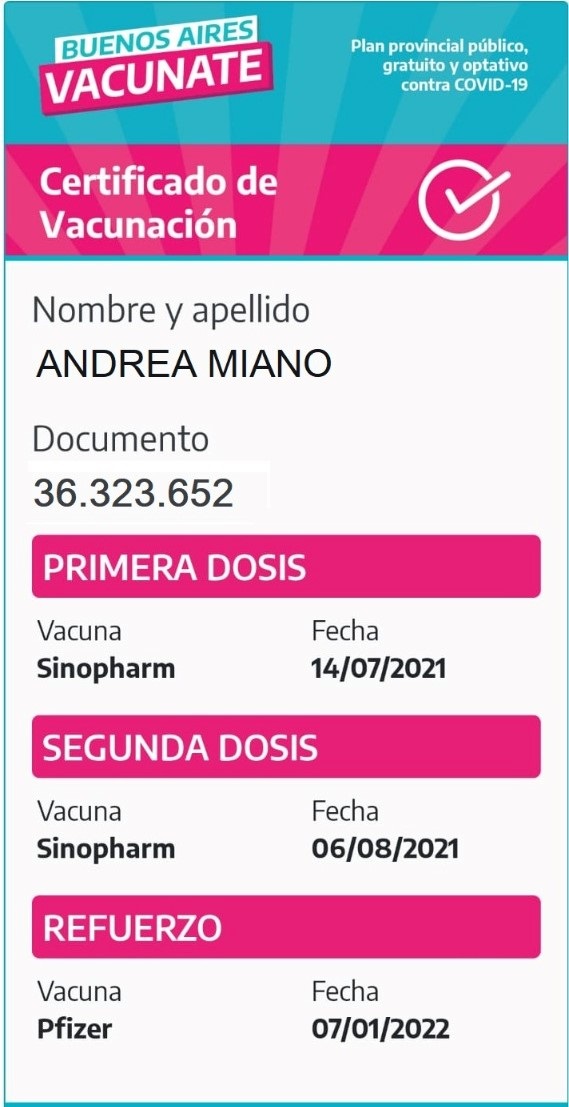 BUENOS AIRES
VACUNATE
Plan provincial público,
gratuito y optativo
contra COVID-19
Certificado de
Vacunación
Nombre y apellido
ANDREA MIANO
Documento
36.323.652
PRIMERA DOSIS
Vacuna Fecha
Sinopharm 14/07/2021
SEGUNDA DOSIS
Vacuna Fecha
Sinopharm 06/08/2021
REFUERZO
Vacuna Fecha
Pfizer 07/01/2022